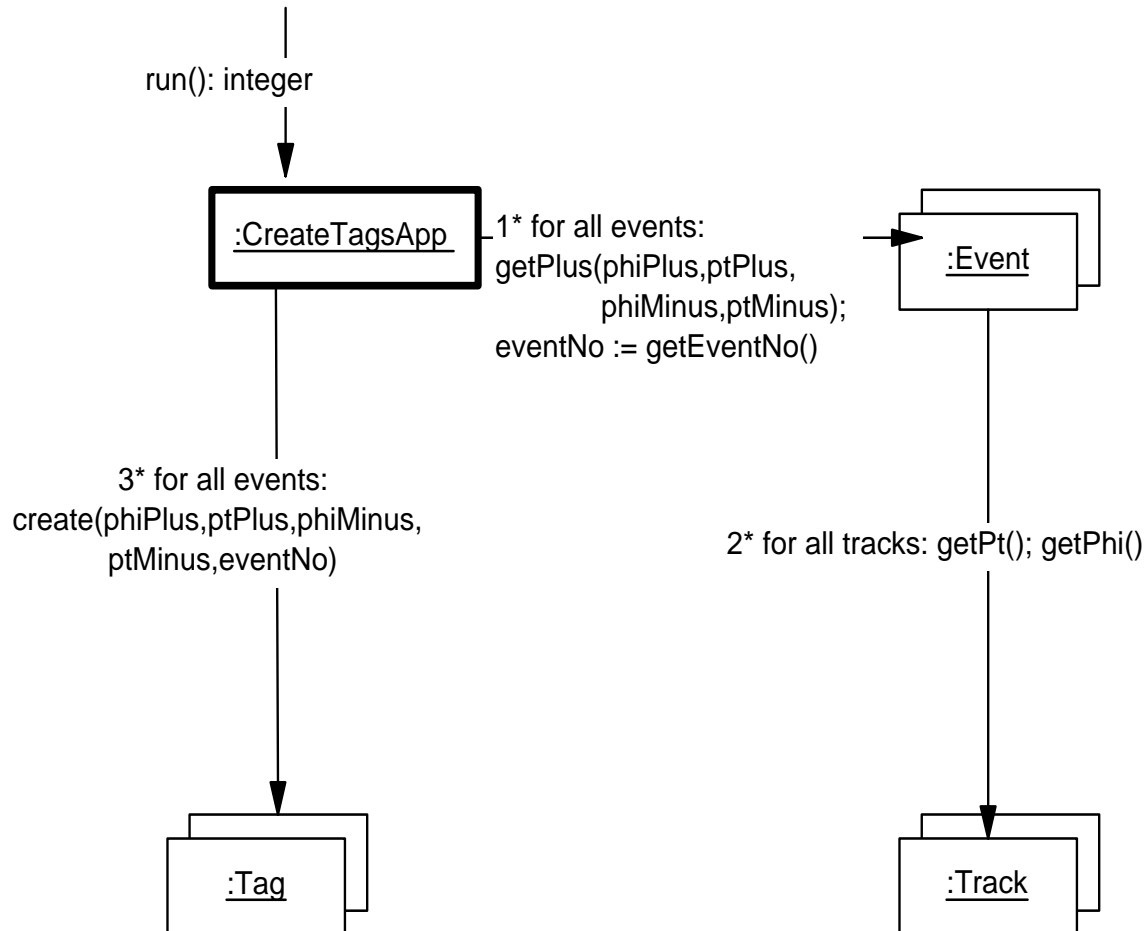 run(): integer
:CreateTagsApp
1* for all events:
getPlus(phiPlus,ptPlus,
phiMinus,ptMinus);
eventNo := getEventNo()
:Event
3* for all events:
create(phiPlus,ptPlus,phiMinus,
ptMinus,eventNo)
2* for all tracks: getPt(); getPhi()
:Tag
:Track